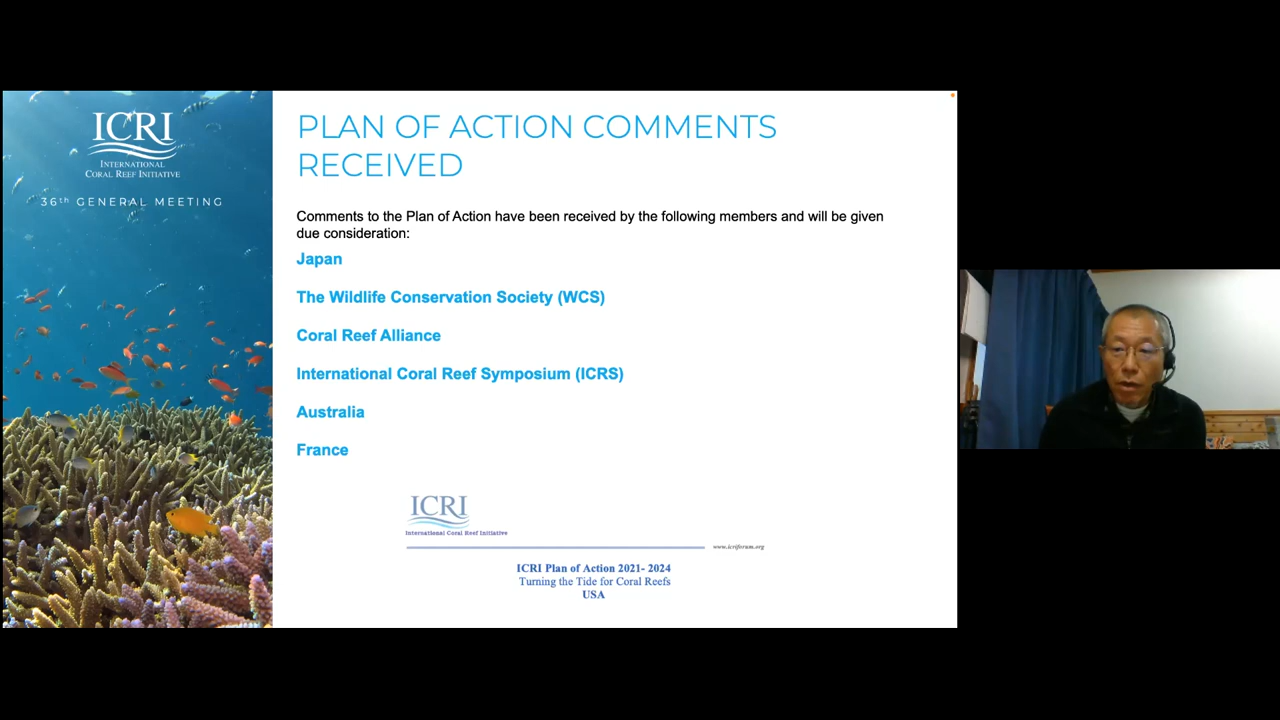 ICRI
INTERNATIONAL
CORAL REEF INITIATIVE
36th GENERAL MEETING
PLAN OF ACTION COMMENTS
RECEIVED
Comments to the Plan of Action have been received by the following members and will be given
due consideration:
Japan
The Wildlife Conservation Society (WCS)
Coral Reef Alliance
International Coral Reef Symposium (ICRS)
Australia
France
ICRI
International Coral Reef Initiative
www.icriforum.org
ICRI Plan of Action 2021- 2024
Turning the Tide for Coral Reefs
USA